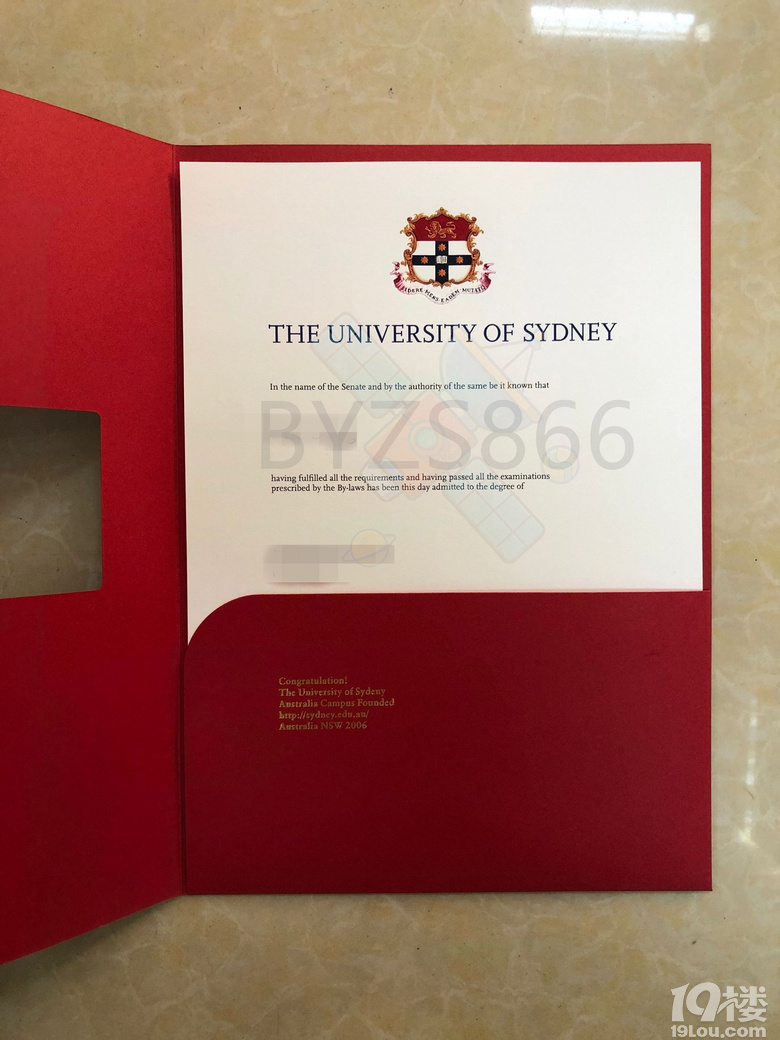 SIDERE·MENS·EADEM·MUTATO
THE UNIVERSITY OF SYDNEY
In the name of the Senate and by the authority of the same be it known that
BYZS866
having fulfilled all the requirements and having passed all the examinations
prescribed by the By-laws has been this day admitted to the degree of
Congratulation!
The University of Sydeny
Australia Campus Founded
http://sydney.edu.au/
Australia NSW 2006
19楼
19Lou.com